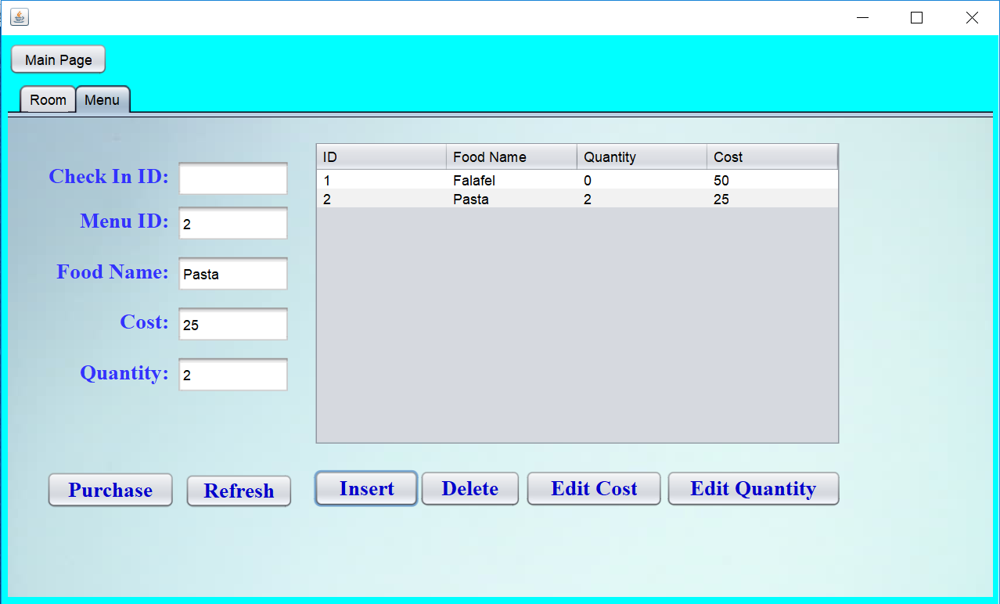 Main Page
Room Menu
Check In ID:
Menu ID: 2
Food Name: Pasta
Cost: 25
Quantity: 2
ID Food Name Quantity Cost
1 Falafel 0 50
2 Pasta 2 25
Purchase Refresh Insert Delete Edit Cost Edit Quantity